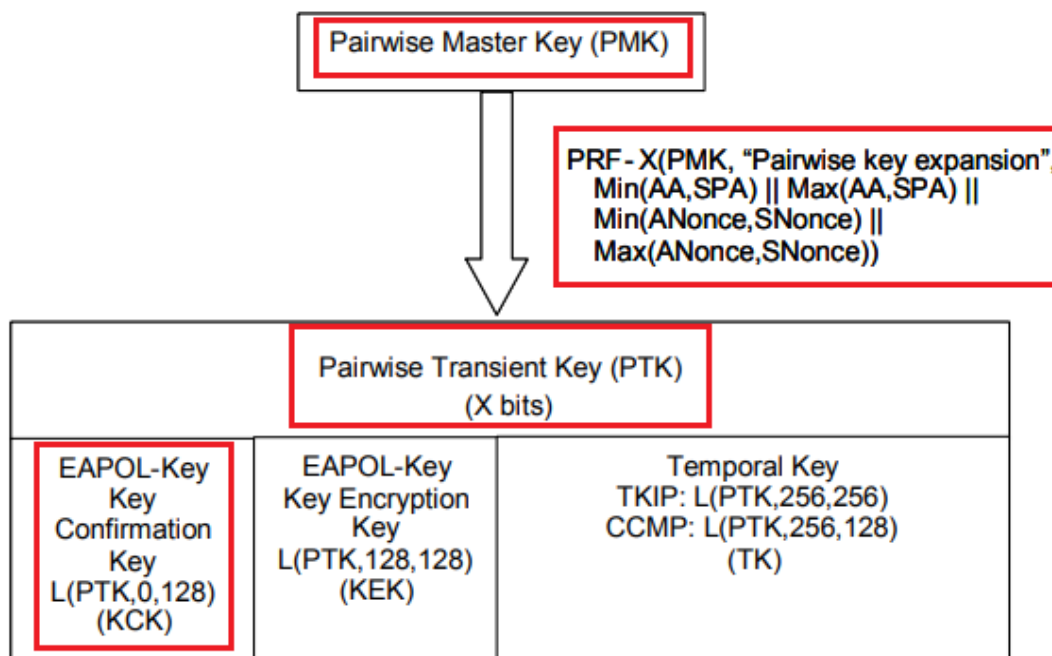 Pairwise Master Key (PMK)
PRF - X(PMK, “Pairwise key expansion”,
Min(AA,SPA) || Max(AA,SPA) ||
Min(ANonce,SNonce) ||
Max(ANonce,SNonce))
Pairwise Transient Key (PTK)
(X bits)
EAPOL-Key
Key
Confirmation
Key
L(PTK,0,128)
(KCK)
EAPOL-Key
Key Encryption
Key
L(PTK,128,128)
(KEK)
Temporal Key
TKIP: L(PTK,256,256)
CCMP: L(PTK,256,128)
(TK)